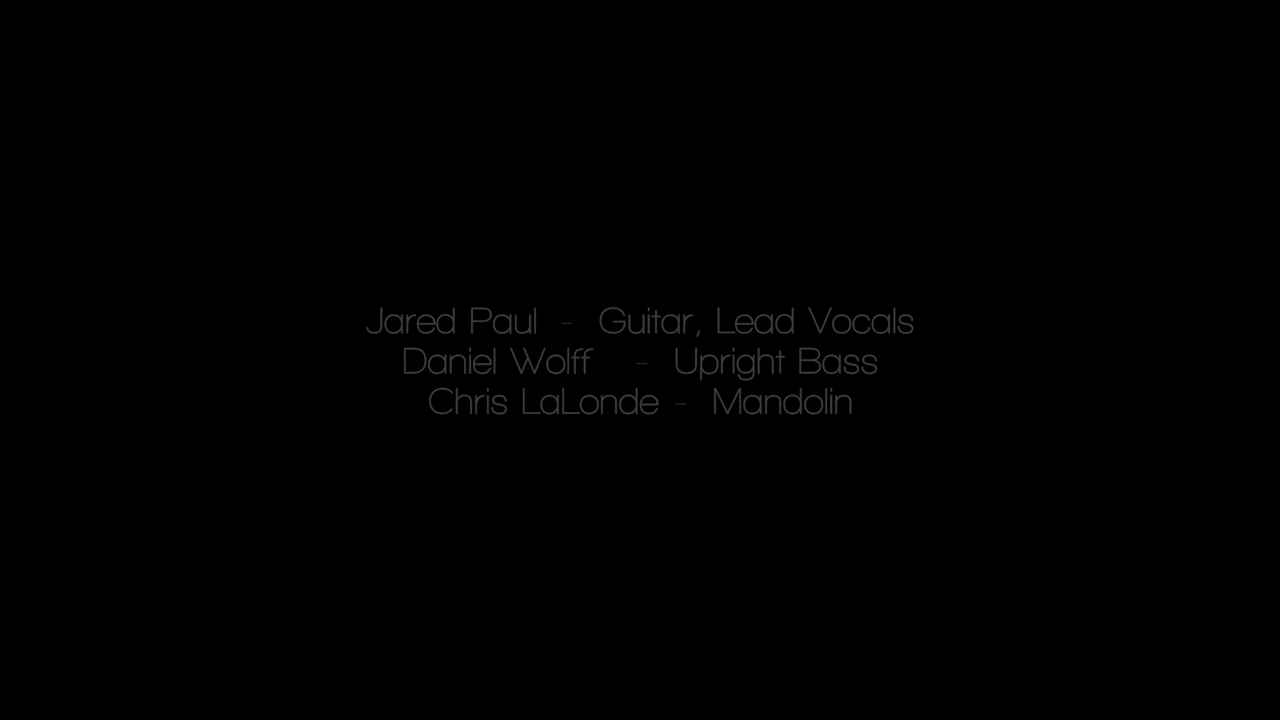 Jared Paul - Guitar, Lead Vocals
Daniel Wolff - Upright Bass
Chris LaLonde - Mandolin